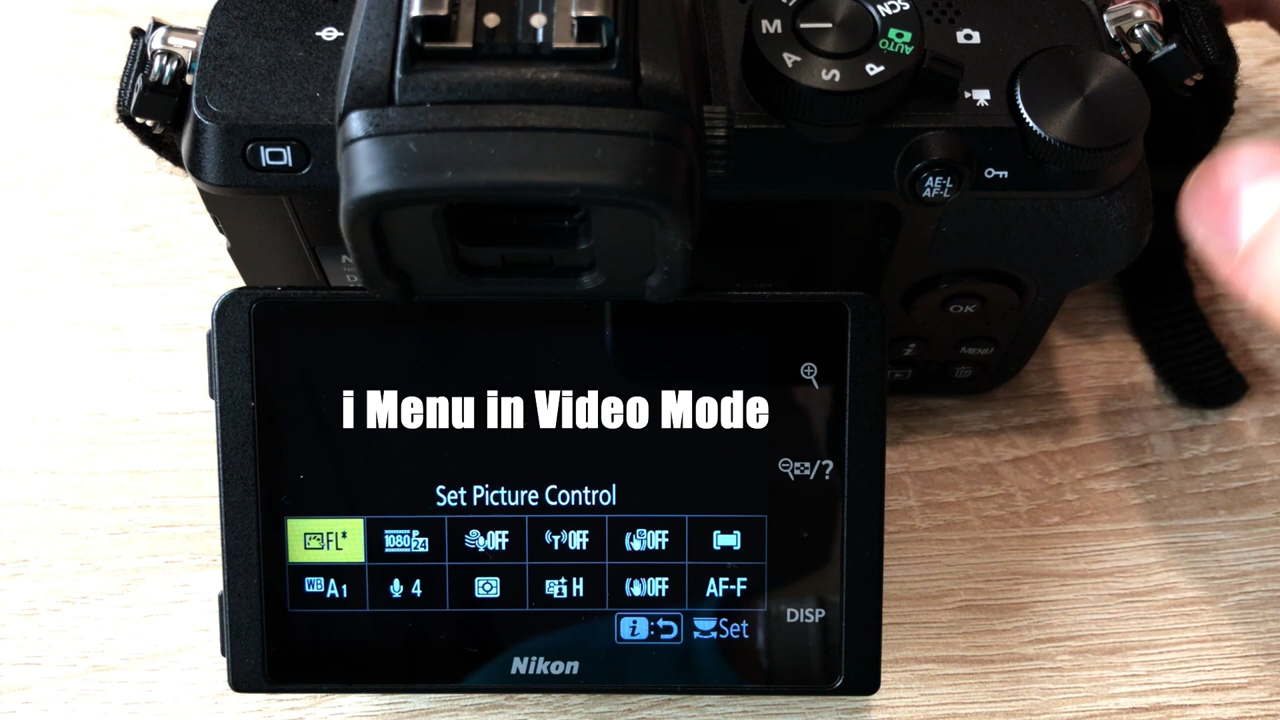 M
A
S
P
AUTO
SCN
AE-L
AF-L
OK
i
MENU
N
D
i Menu in Video Mode
Set Picture Control
FL* 1080P 24 OFF OFF OFF
WB A1 4 H OFF AF-F
i: Set
/?
DISP
Nikon